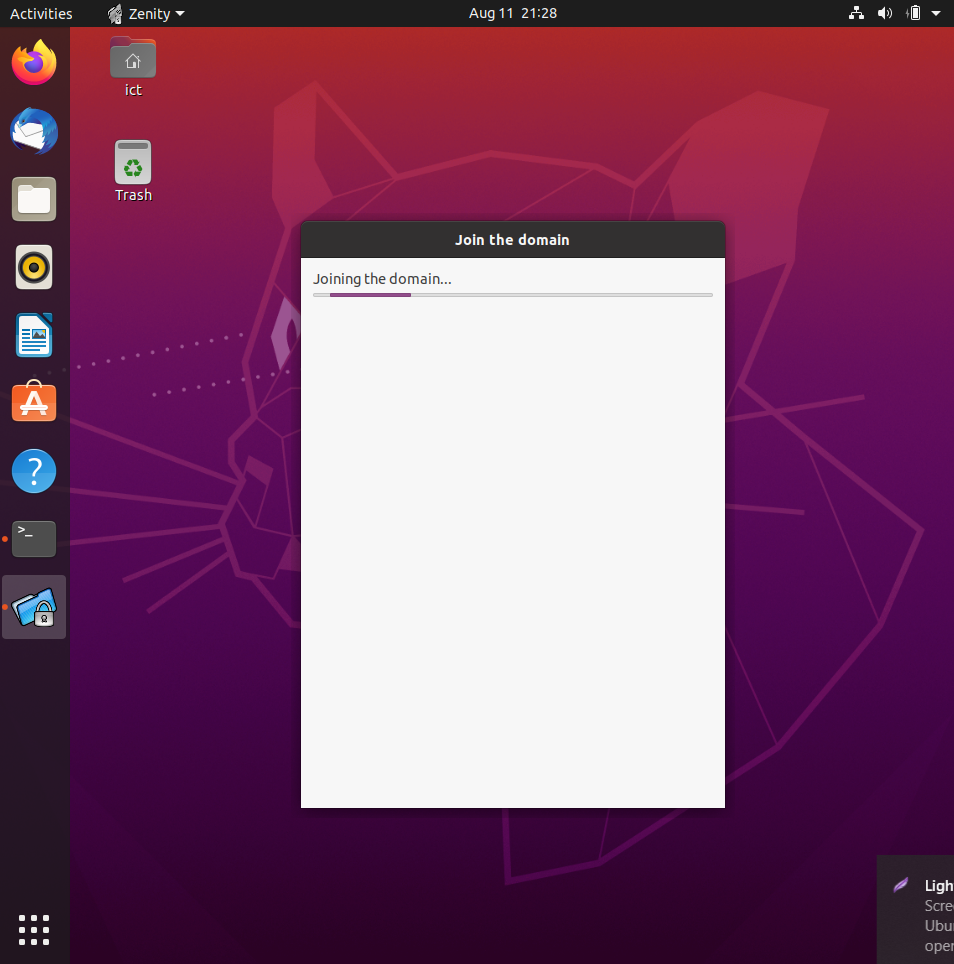 Activities
Zenity
Aug 11 21:28
ict
Trash
Join the domain
Joining the domain...
?
>_
Ligh
Scre
Ubu
oper